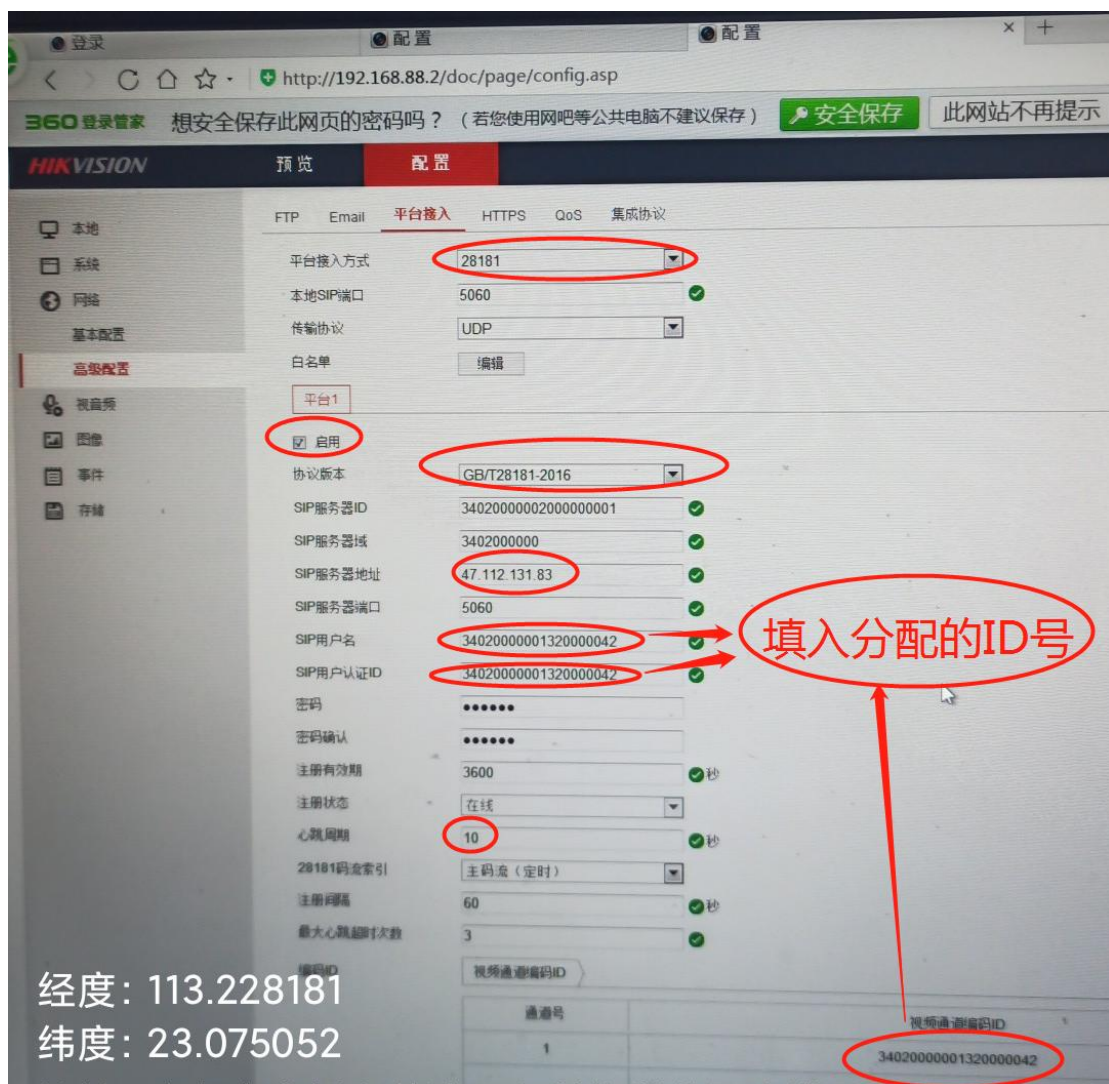 登录 配置 配置
http://192.168.88.2/doc/page/config.asp
360登录管家 想安全保存此网页的密码吗？（若您使用网吧等公共电脑不建议保存） 安全保存 此网站不再提示
HIKVISION 预览 配置
FTP Email 平台接入 HTTPS QoS 集成协议
本地
系统
网络
基本配置
高级配置
视音频
图像
事件
存储
平台接入方式 28181
本地SIP端口 5060
传输协议 UDP
白名单 编辑
平台1
启用
协议版本 GB/T28181-2016
SIP服务器ID 34020000002000000001
SIP服务器域 3402000000
SIP服务器地址 47.112.131.83
SIP服务器端口 5060
SIP用户名 34020000001320000042
SIP用户认证ID 34020000001320000042
填入分配的ID号
密码 ••••••
密码确认 ••••••
注册有效期 3600 秒
注册状态 在线
心跳周期 10 秒
28181码流索引 主码流（定时）
注册间隔 60 秒
最大心跳超时次数 3
编码ID 视频通道编码ID
通道号 视频通道编码ID
1 34020000001320000042
经度：113.228181
纬度：23.075052